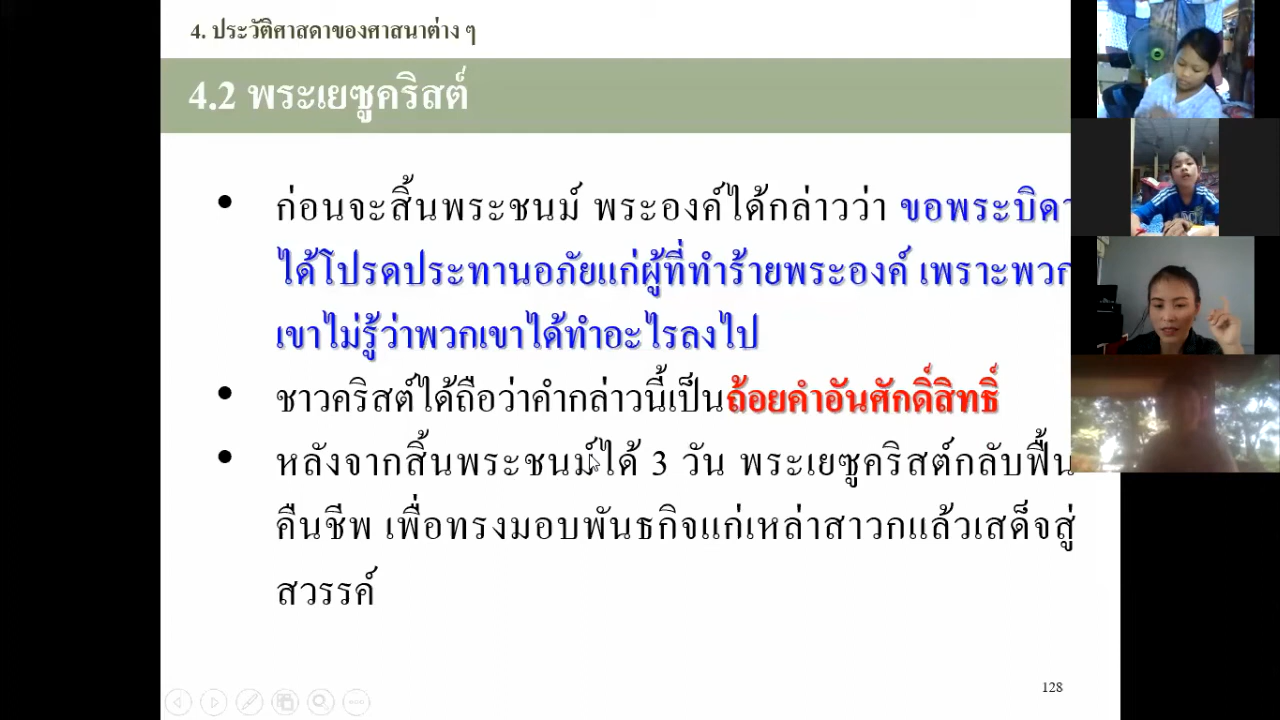 4. ประวัติศาสดาของศาสนาต่าง ๆ
4.2 พระเยซูคริสต์
• ก่อนจะสิ้นพระชนม์ พระองค์ได้กล่าวว่า ขอพระบิดา
ได้โปรดประทานอภัยแก่ผู้ที่ทำร้ายพระองค์ เพราะพวก
เขาไม่รู้ว่าพวกเขาได้ทำอะไรลงไป
• ชาวคริสต์ได้ถือว่าคำกล่าวนี้เป็นถ้อยคำอันศักดิ์สิทธิ์
• หลังจากสิ้นพระชนม์ได้ 3 วัน พระเยซูคริสต์กลับฟื้น
คืนชีพ เพื่อทรงมอบพันธกิจแก่เหล่าสาวกแล้วเสด็จสู่
สวรรค์
128